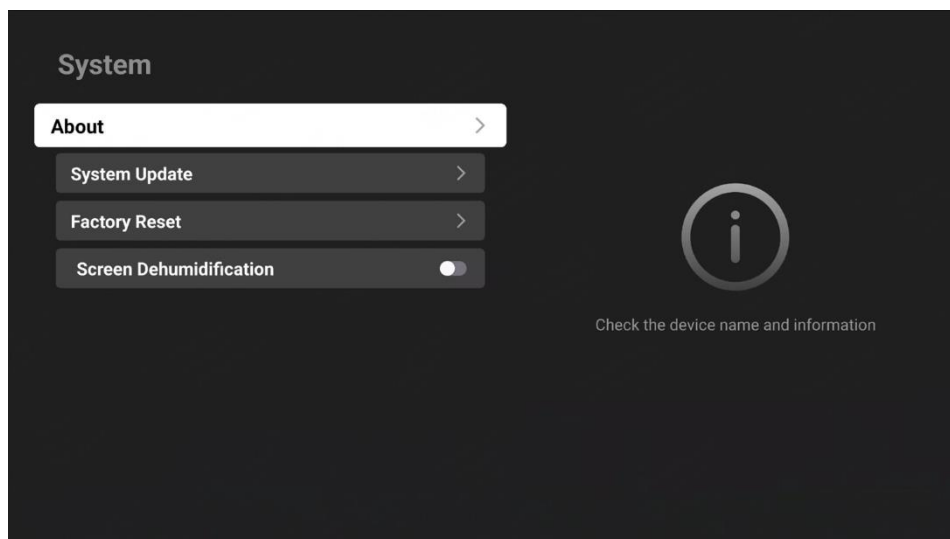 System
About
System Update
Factory Reset
Screen Dehumidification
Check the device name and information